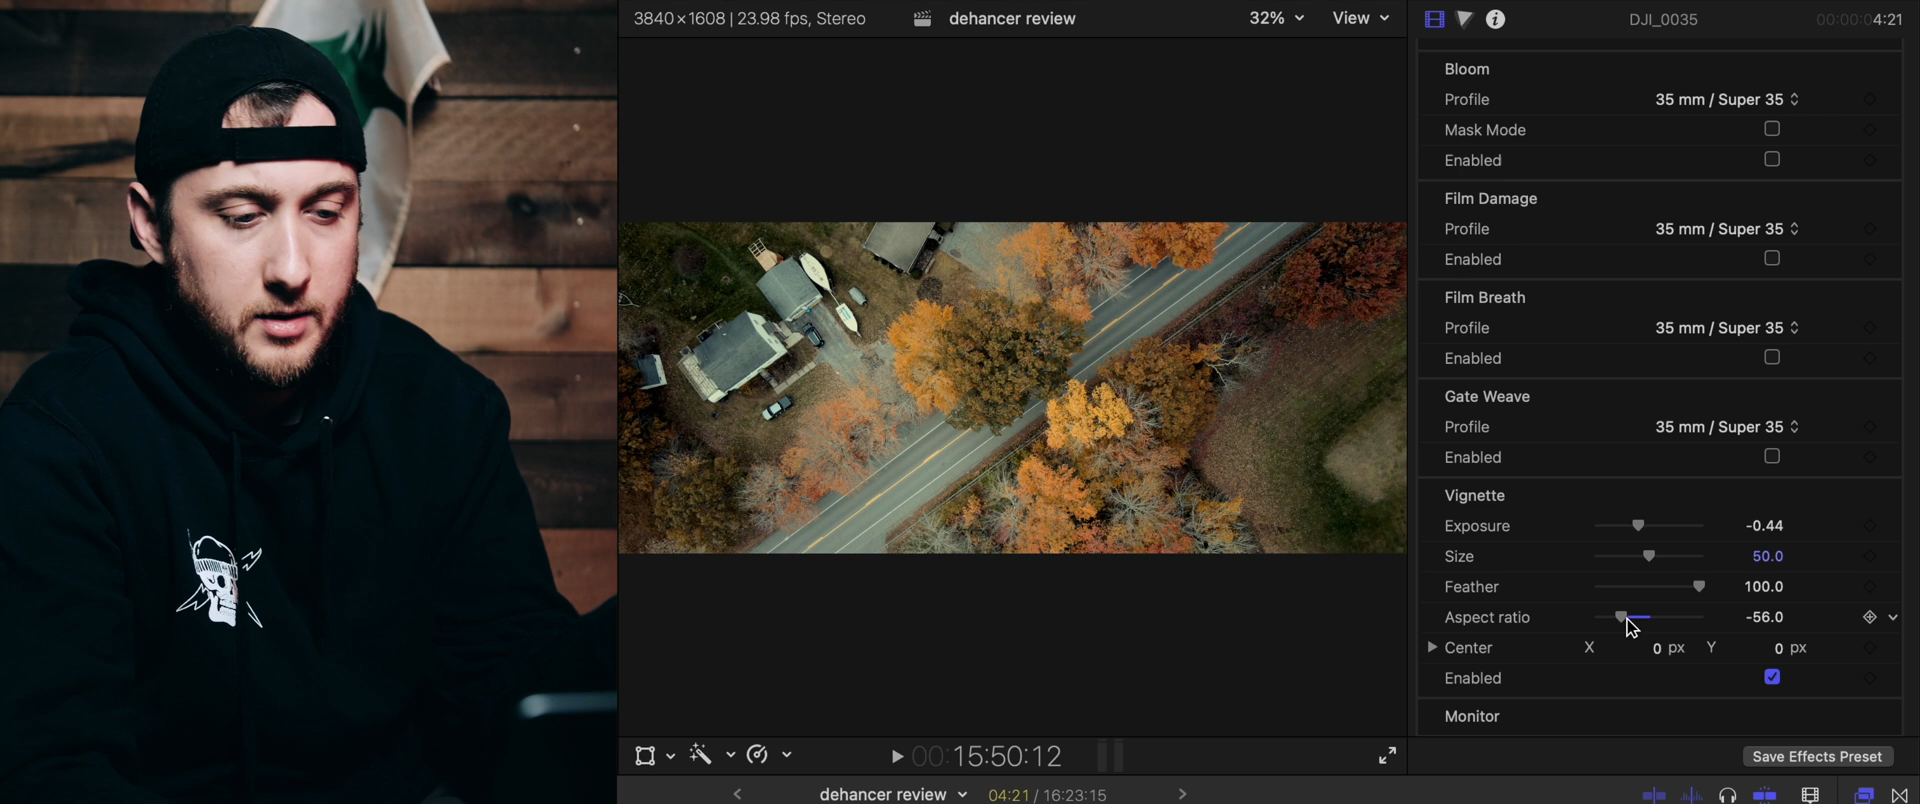 3840×1608 | 23.98 fps, Stereo
dehancer review
32%
View
DJI_0035
00:00:04:21
Bloom
Profile 35 mm / Super 35
Mask Mode
Enabled
Film Damage
Profile 35 mm / Super 35
Enabled
Film Breath
Profile 35 mm / Super 35
Enabled
Gate Weave
Profile 35 mm / Super 35
Enabled
Vignette
Exposure -0.44
Size 50.0
Feather 100.0
Aspect ratio -56.0
Center X 0 px Y 0 px
Enabled
Monitor
00:15:50:12
Save Effects Preset
dehancer review 04:21 / 16:23:15